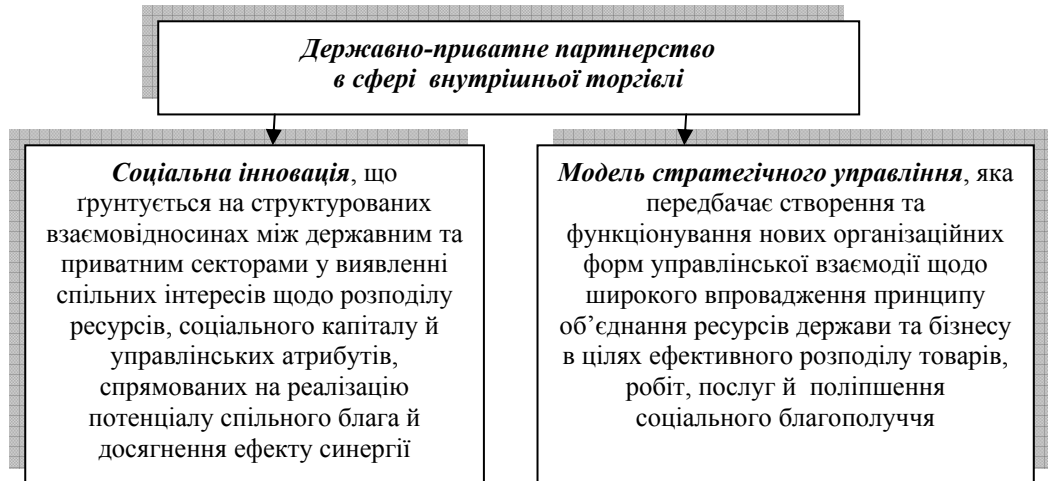 Державно-приватне партнерство
в сфері внутрішньої торгівлі
Соціальна інновація, що
ґрунтується на структурованих
взаємовідносинах між державним та
приватним секторами у виявленні
спільних інтересів щодо розподілу
ресурсів, соціального капіталу й
управлінських атрибутів,
спрямованих на реалізацію
потенціалу спільного блага й
досягнення ефекту синергії
Модель стратегічного управління, яка
передбачає створення та
функціонування нових організаційних
форм управлінської взаємодії щодо
широкого впровадження принципу
об’єднання ресурсів держави та бізнесу
в цілях ефективного розподілу товарів,
робіт, послуг й поліпшення
соціального благополуччя